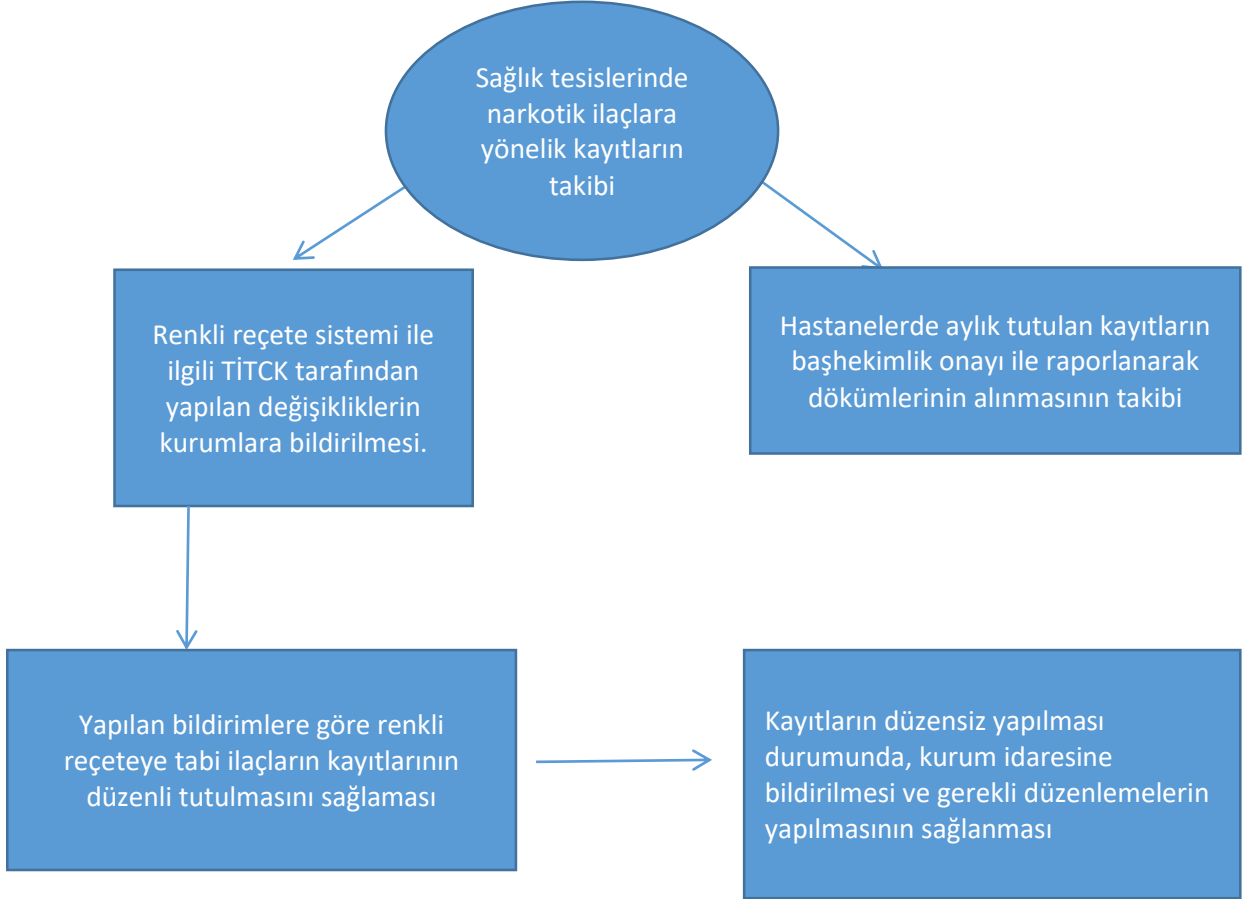 Sağlık tesislerinde
narkotik ilaçlara
yönelik kayıtların
takibi
Renkli reçete sistemi ile
ilgili TİTCK tarafından
yapılan değişikliklerin
kurumlara bildirilmesi.
Hastanelerde aylık tutulan kayıtların
başhekimlik onayı ile raporlanarak
dökümlerinin alınmasının takibi
Yapılan bildirimlere göre renkli
reçeteye tabi ilaçların kayıtlarının
düzenli tutulmasını sağlaması
Kayıtların düzensiz yapılması
durumunda, kurum idaresine
bildirilmesi ve gerekli düzenlemelerin
yapılmasının sağlanması